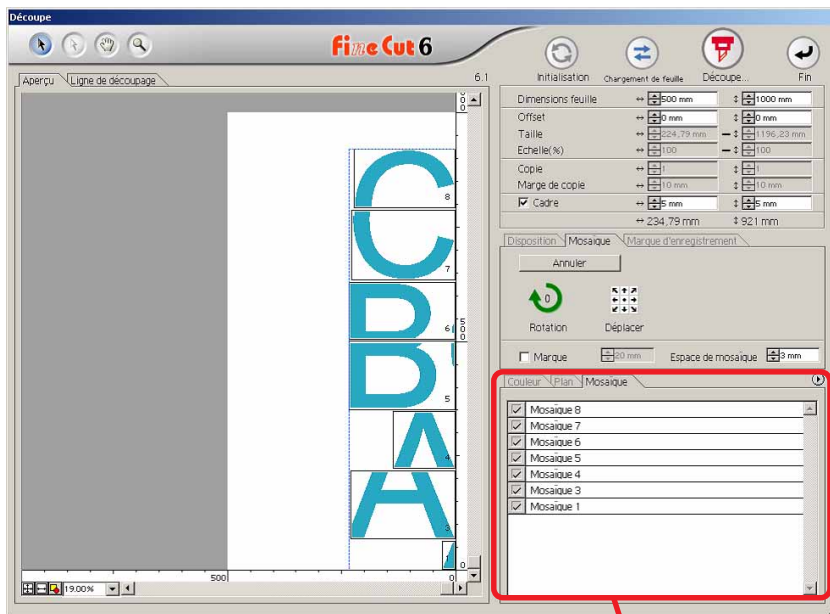 Découpe
FineCut 6
Initialisation Chargement de feuille Découpe... Fin
Aperçu Ligne de découpage 6.1
Dimensions feuille 500 mm 1000 mm
Offset 0 mm 0 mm
Taille 224,79 mm 1196,23 mm
Echelle(%) 100 100
Copie 1 1
Marge de copie 10 mm 10 mm
Cadre 5 mm 5 mm
234,79 mm 921 mm
Disposition Mosaïque Marque d'enregistrement
Annuler
0
Rotation Déplacer
Marque 20 mm Espace de mosaïque 3 mm
Couleur Plan Mosaïque
Mosaïque 8
Mosaïque 7
Mosaïque 6
Mosaïque 5
Mosaïque 4
Mosaïque 3
Mosaïque 1
C 8
C 7
B 6
B 5
A 4
A 3
500 0
19.00%